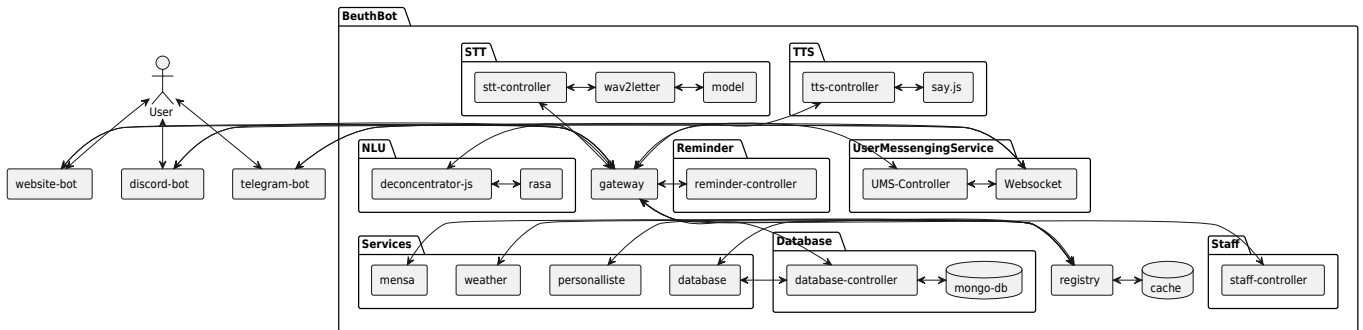 BeuthBot
STT
TTS
stt-controller
wav2letter
model
tts-controller
say.js
User
NLU
Reminder
UserMessengingService
website-bot
discord-bot
telegram-bot
deconcentrator-js
rasa
gateway
reminder-controller
UMS-Controller
Websocket
Services
Database
Staff
mensa
weather
personalliste
database
database-controller
mongo-db
registry
cache
staff-controller